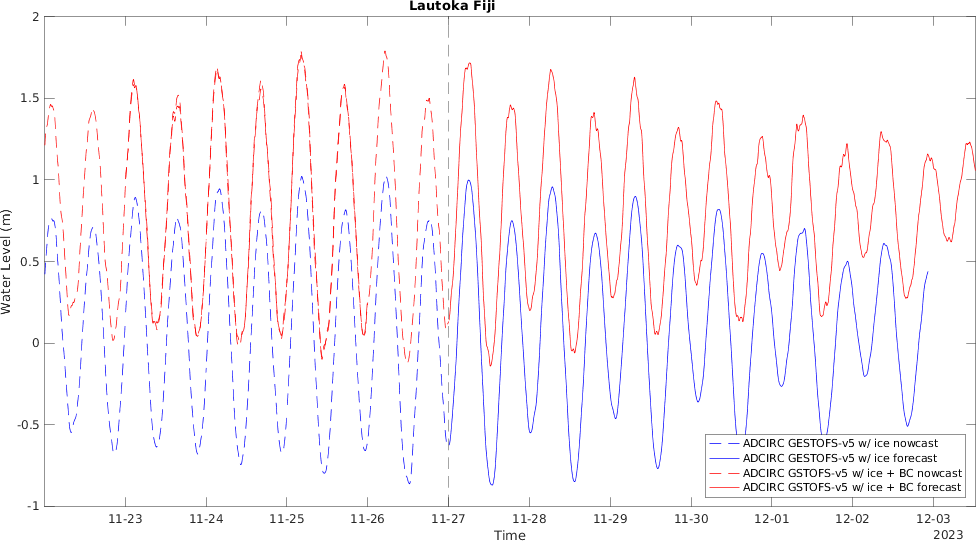 Lautoka Fiji
2
1.5
1
0.5
0
-0.5
-1
Water Level (m)
11-23
11-24
11-25
11-26
11-27
11-28
11-29
11-30
12-01
12-02
12-03
Time
2023
ADCIRC GESTOFS-v5 w/ ice nowcast
ADCIRC GESTOFS-v5 w/ ice forecast
ADCIRC GSTOFS-v5 w/ ice + BC nowcast
ADCIRC GSTOFS-v5 w/ ice + BC forecast